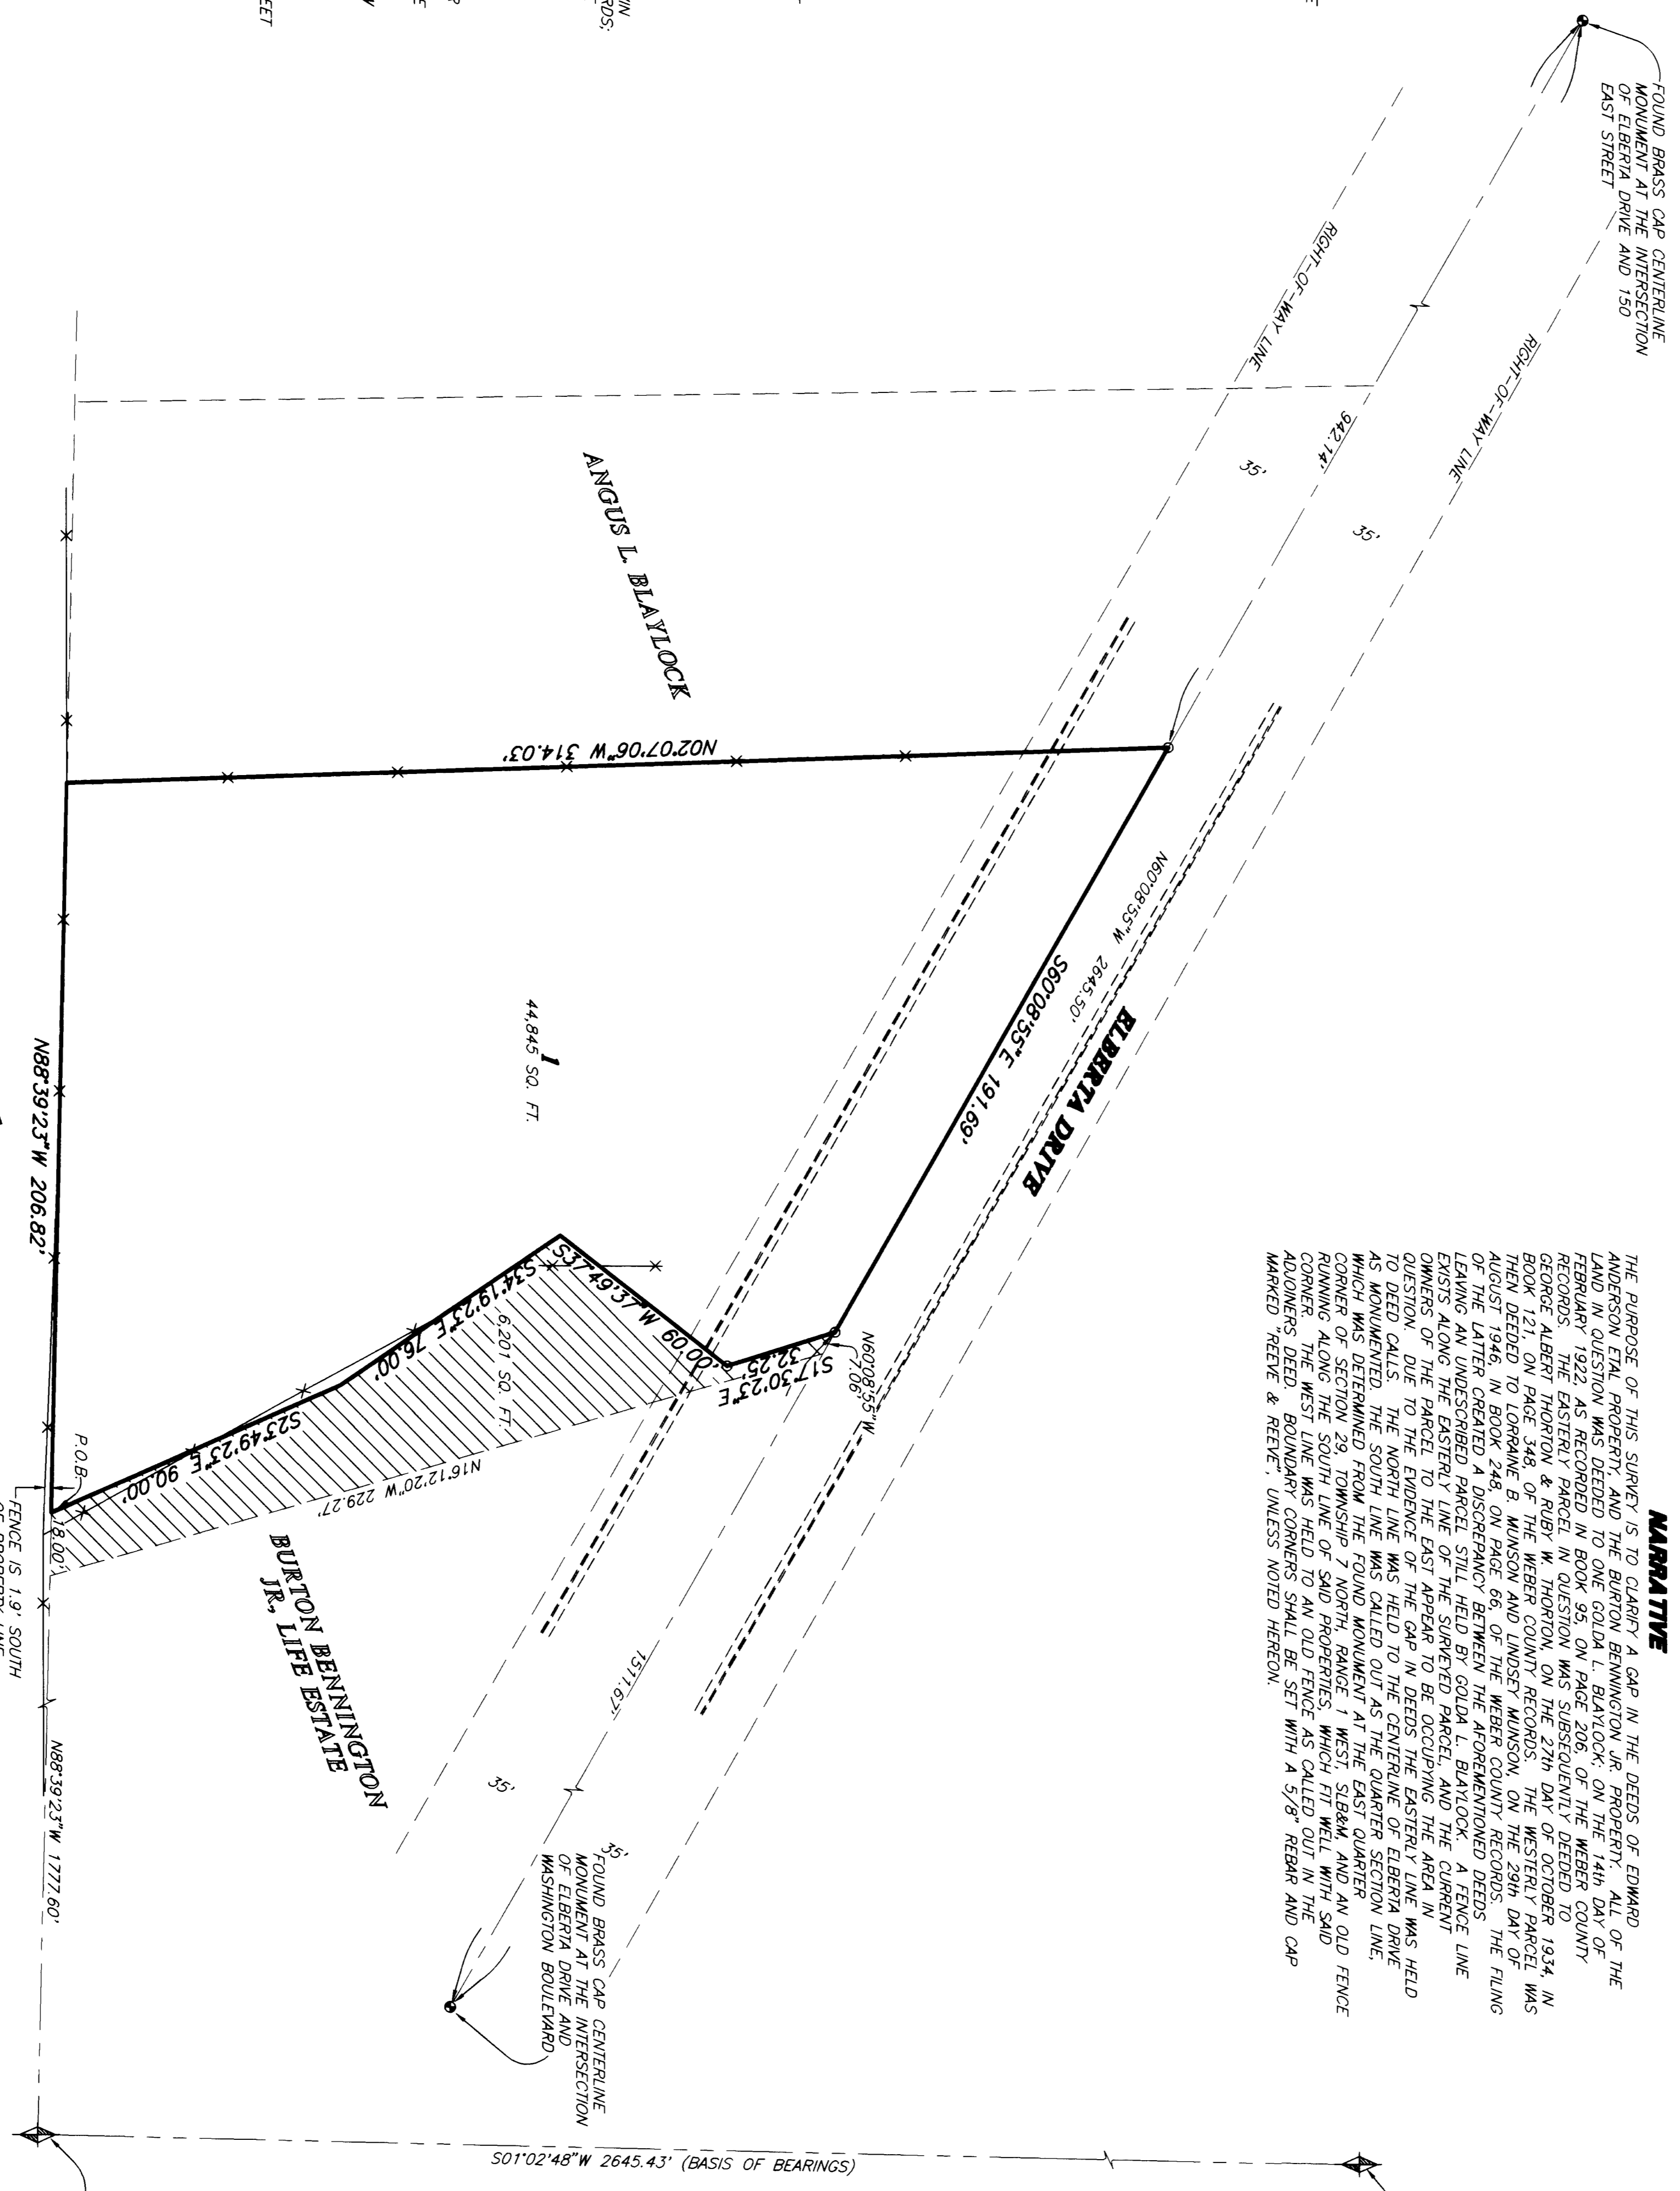 FOUND BRASS CAP CENTERLINE
MONUMENT AT THE INTERSECTION
OF ELBERTA DRIVE AND 150
EAST STREET
RIGHT-OF-WAY LINE
RIGHT-OF-WAY LINE
942.14'
35'
35'
ANGUS L. BLAYLOCK
N02°07'06"W 314.03'
N60°08'55"W 2645.50'
S60°08'55"E 191.69'
ELBERTA DRIVE
1
44,845 SQ. FT.
N88°39'23"W 206.82'
S37°49'37"W 60.00'
S34°19'23"E 76.00'
6,201 SQ. FT.
S17°30'23"E
32.25'
N60°08'55"W
7.06'
S23°49'23"E 90.00'
N16°12'20"W 229.27'
P.O.B.
18.00'
FENCE IS 1.9' SOUTH
OF PROPERTY LINE
BURTON BENNINGTON
JR., LIFE ESTATE
1511.67'
35'
35'
N88°39'23"W 1777.60'
FOUND BRASS CAP CENTERLINE
MONUMENT AT THE INTERSECTION
OF ELBERTA DRIVE AND
WASHINGTON BOULEVARD
S01°02'48"W 2645.43' (BASIS OF BEARINGS)
NARRATIVE
THE PURPOSE OF THIS SURVEY IS TO CLARIFY A GAP IN THE DEEDS OF EDWARD
ANDERSON ETAL PROPERTY, AND THE BURTON BENNINGTON JR. PROPERTY. ALL OF THE
LAND IN QUESTION WAS DEEDED TO ONE GOLDA L. BLAYLOCK; ON THE 14th DAY OF
FEBRUARY 1922, AS RECORDED IN BOOK 95, ON PAGE 206, OF THE WEBER COUNTY
RECORDS. THE EASTERLY PARCEL IN QUESTION WAS SUBSEQUENTLY DEEDED TO
GEORGE ALBERT THORTON & RUBY W. THORTON, ON THE 27th DAY OF OCTOBER 1934, IN
BOOK 121, ON PAGE 348, OF THE WEBER COUNTY RECORDS. THE WESTERLY PARCEL WAS
THEN DEEDED TO LORRAINE B. MUNSON AND LINDSEY MUNSON, ON THE 29th DAY OF
AUGUST 1946, IN BOOK 248, ON PAGE 66, OF THE WEBER COUNTY RECORDS. THE FILING
OF THE LATTER CREATED A DISCREPANCY BETWEEN THE AFOREMENTIONED DEEDS
LEAVING AN UNDESCRIBED PARCEL STILL HELD BY GOLDA L. BLAYLOCK. A FENCE LINE
EXISTS ALONG THE EASTERLY LINE OF THE SURVEYED PARCEL, AND THE CURRENT
OWNERS OF THE PARCEL TO THE EAST APPEAR TO BE OCCUPYING THE AREA IN
QUESTION. DUE TO THE EVIDENCE OF THE GAP IN DEEDS THE EASTERLY LINE WAS HELD
TO DEED CALLS. THE NORTH LINE WAS HELD TO THE CENTERLINE OF ELBERTA DRIVE
AS MONUMENTED. THE SOUTH LINE WAS CALLED OUT AS THE QUARTER SECTION LINE,
WHICH WAS DETERMINED FROM THE FOUND MONUMENT AT THE EAST QUARTER
CORNER OF SECTION 29, TOWNSHIP 7 NORTH, RANGE 1 WEST, SLB&M, AND AN OLD FENCE
RUNNING ALONG THE SOUTH LINE OF SAID PROPERTIES, WHICH FIT WELL WITH SAID
CORNER. THE WEST LINE WAS HELD TO AN OLD FENCE AS CALLED OUT IN THE
ADJOINERS DEED. BOUNDARY CORNERS SHALL BE SET WITH A 5/8" REBAR AND CAP
MARKED "REEVE & REEVE", UNLESS NOTED HEREON.